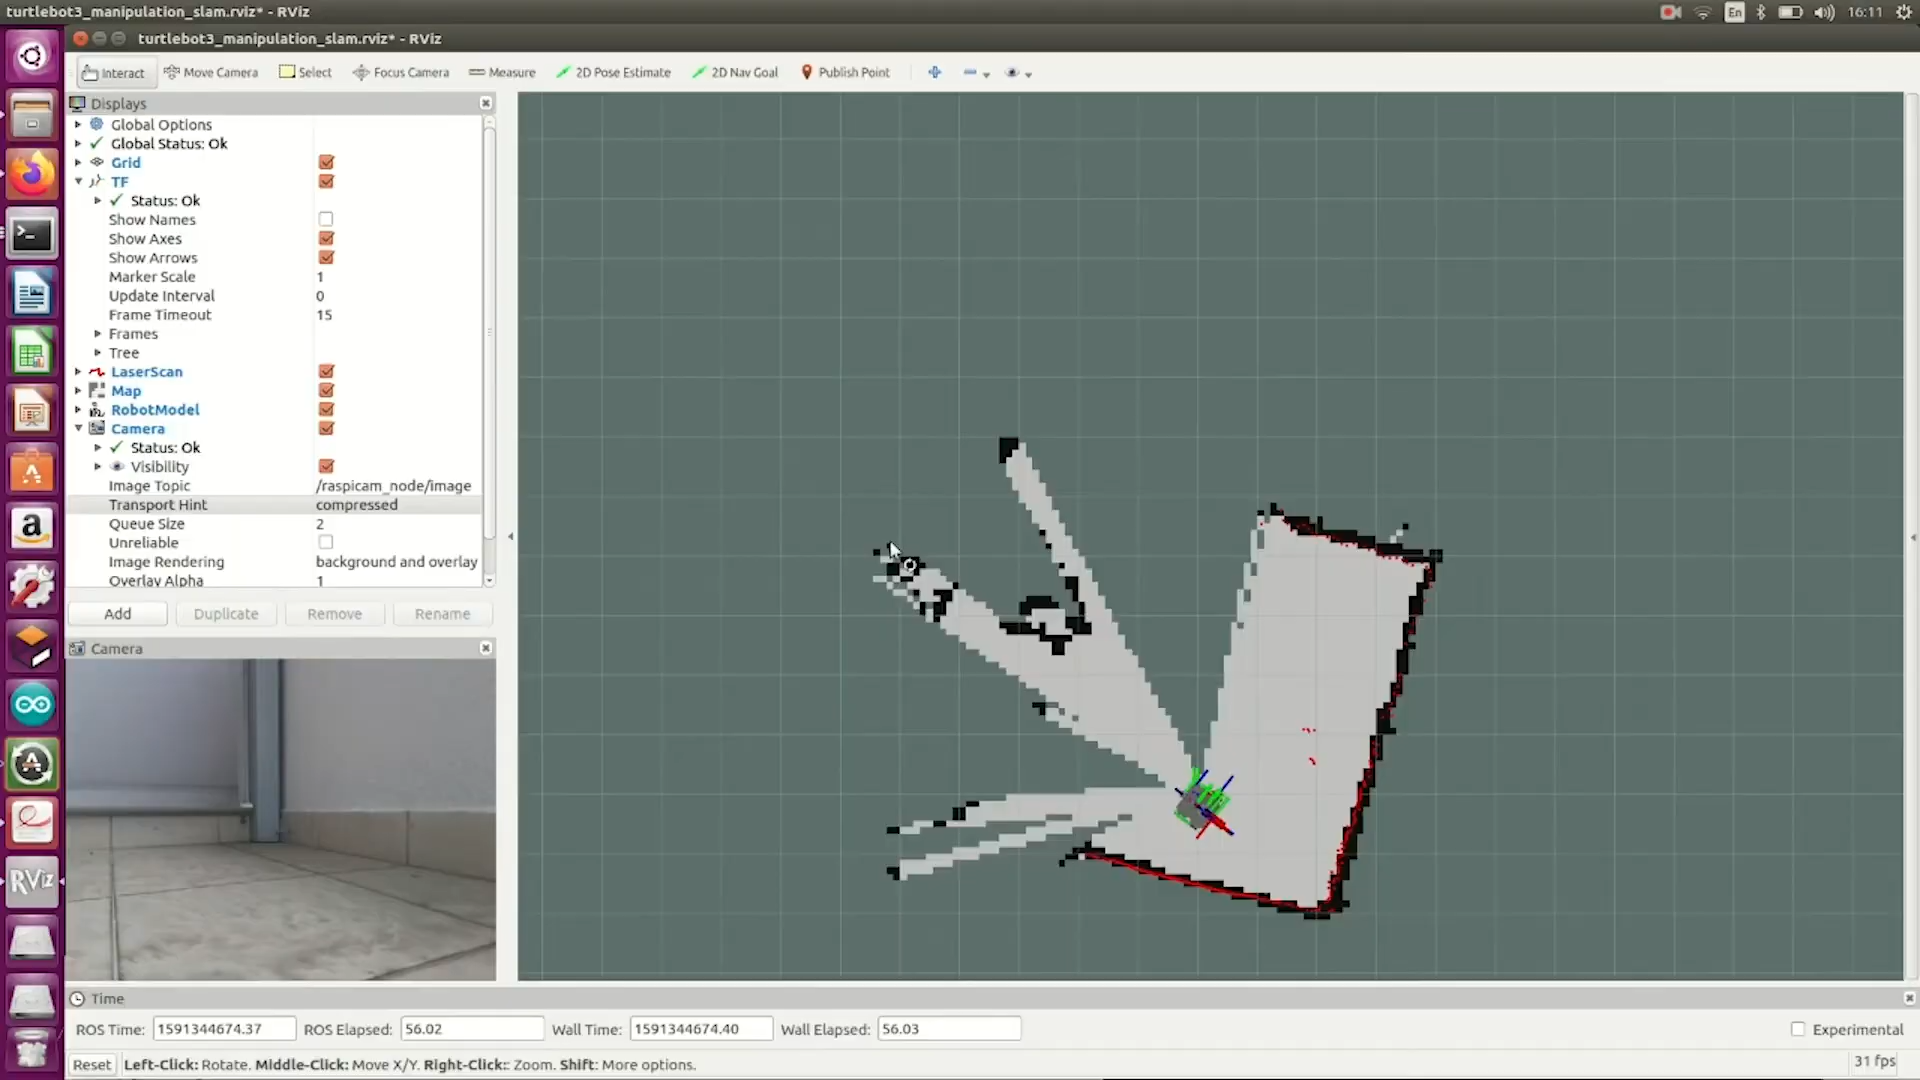 turtlebot3_manipulation_slam.rviz* - RViz
En
16:11
turtlebot3_manipulation_slam.rviz* - RViz
Interact
Move Camera
Select
Focus Camera
Measure
2D Pose Estimate
2D Nav Goal
Publish Point
Displays
Global Options
Global Status: Ok
Grid
TF
Status: Ok
Show Names
Show Axes
Show Arrows
Marker Scale 1
Update Interval 0
Frame Timeout 15
Frames
Tree
LaserScan
Map
RobotModel
Camera
Status: Ok
Visibility
Image Topic /raspicam_node/image
Transport Hint compressed
Queue Size 2
Unreliable
Image Rendering background and overlay
Overlay Alpha 1
Add
Duplicate
Remove
Rename
Camera
RViz
Time
ROS Time: 1591344674.37 ROS Elapsed: 56.02 Wall Time: 1591344674.40 Wall Elapsed: 56.03 Experimental
Reset Left-Click: Rotate. Middle-Click: Move X/Y. Right-Click:: Zoom. Shift: More options. 31 fps